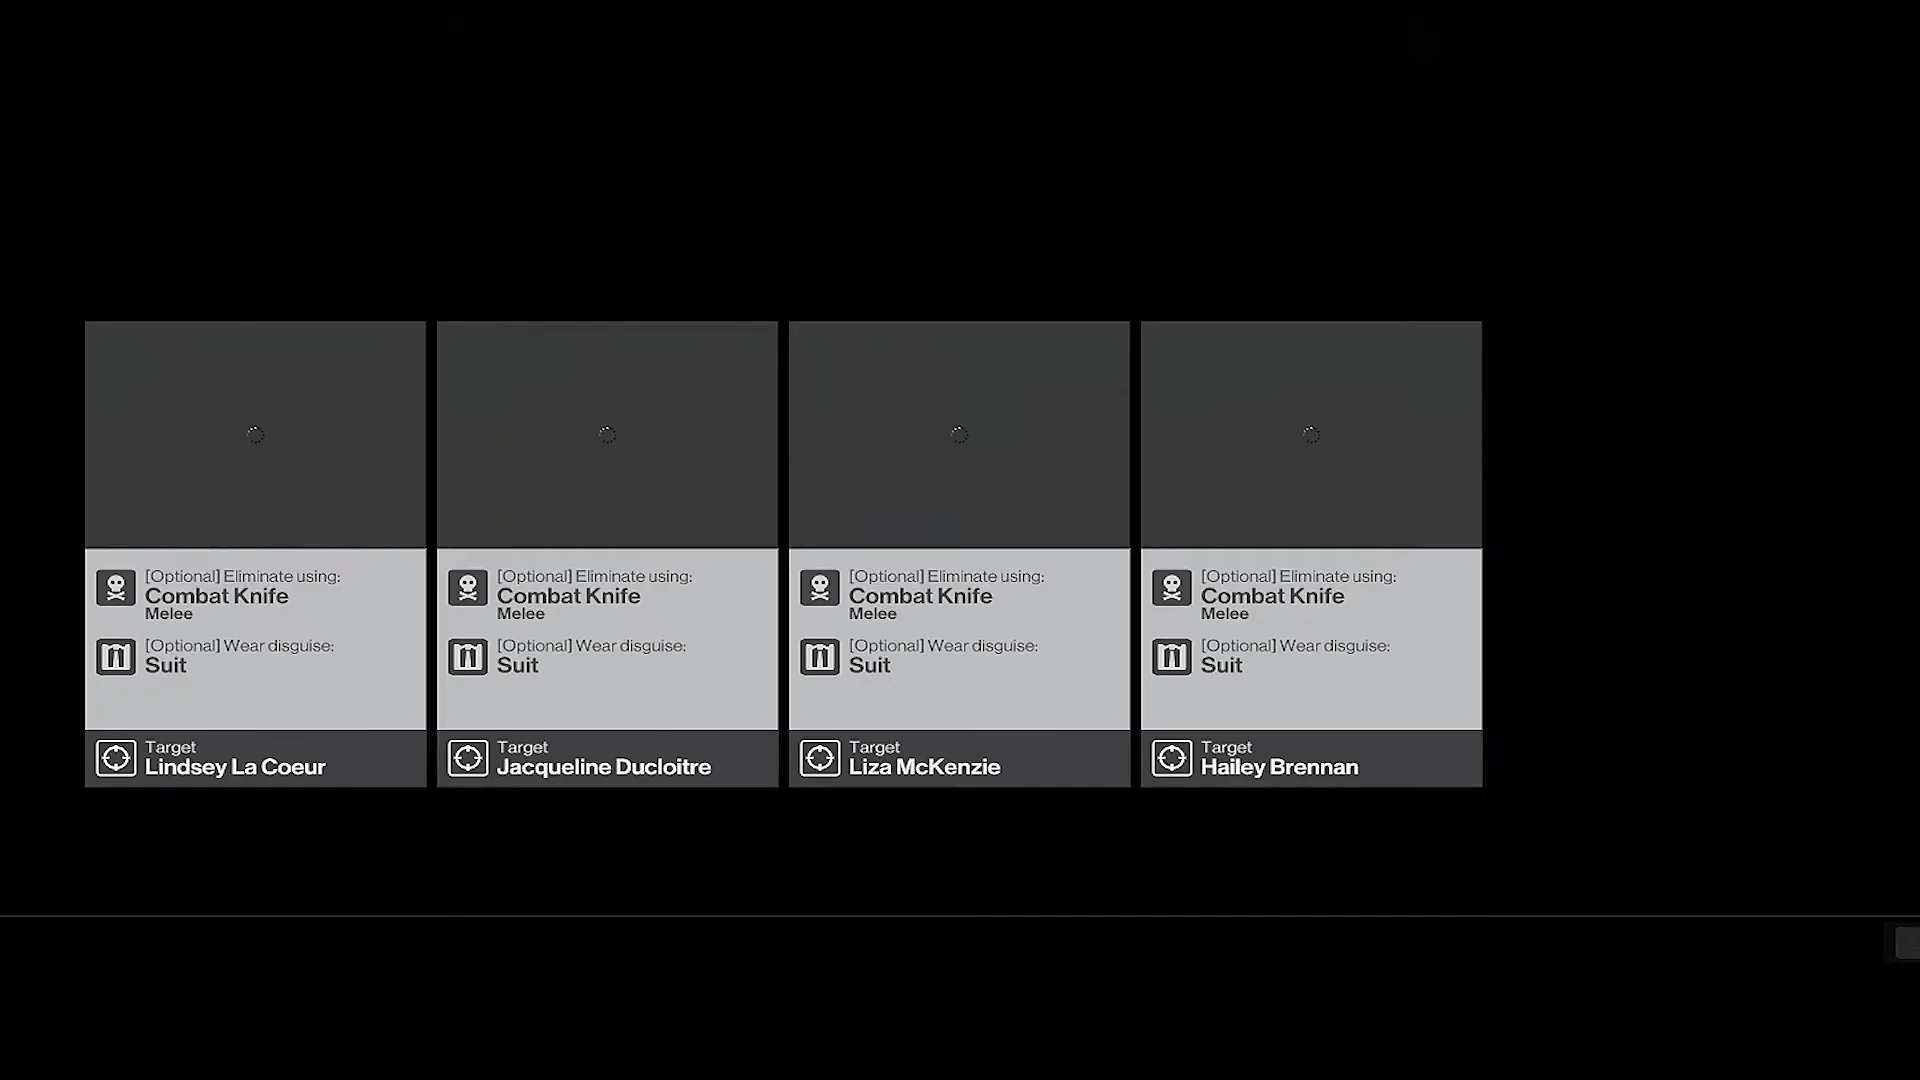 [Optional] Eliminate using:
Combat Knife
Melee
[Optional] Wear disguise:
Suit
Target
Lindsey La Coeur
[Optional] Eliminate using:
Combat Knife
Melee
[Optional] Wear disguise:
Suit
Target
Jacqueline Ducloitre
[Optional] Eliminate using:
Combat Knife
Melee
[Optional] Wear disguise:
Suit
Target
Liza McKenzie
[Optional] Eliminate using:
Combat Knife
Melee
[Optional] Wear disguise:
Suit
Target
Hailey Brennan